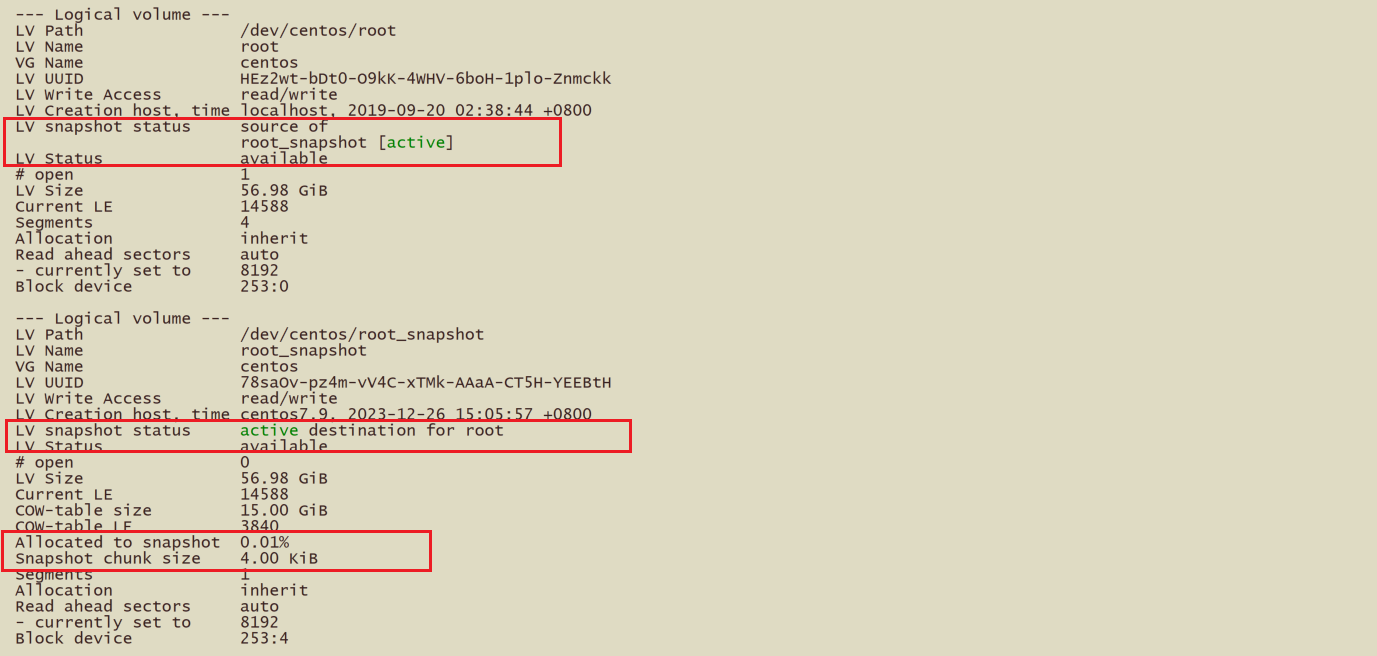 --- Logical volume ---
LV Path                /dev/centos/root
LV Name                root
VG Name                centos
LV UUID                HEz2wt-bDt0-O9kK-4WHV-6boH-1plo-Znmckk
LV Write Access        read/write
LV Creation host, time localhost, 2019-09-20 02:38:44 +0800
LV snapshot status     source of
                       root_snapshot [active]
LV Status              available
# open                 1
LV Size                56.98 GiB
Current LE             14588
Segments               4
Allocation             inherit
Read ahead sectors     auto
- currently set to     8192
Block device           253:0

--- Logical volume ---
LV Path                /dev/centos/root_snapshot
LV Name                root_snapshot
VG Name                centos
LV UUID                78saOv-pz4m-vV4C-xTMk-AAaA-CT5H-YEEBtH
LV Write Access        read/write
LV Creation host, time centos7.9, 2023-12-26 15:05:57 +0800
LV snapshot status     active destination for root
LV Status              available
# open                 0
LV Size                56.98 GiB
Current LE             14588
COW-table size         15.00 GiB
COW-table LE           3840
Allocated to snapshot  0.01%
Snapshot chunk size    4.00 KiB
Segments               1
Allocation             inherit
Read ahead sectors     auto
- currently set to     8192
Block device           253:4